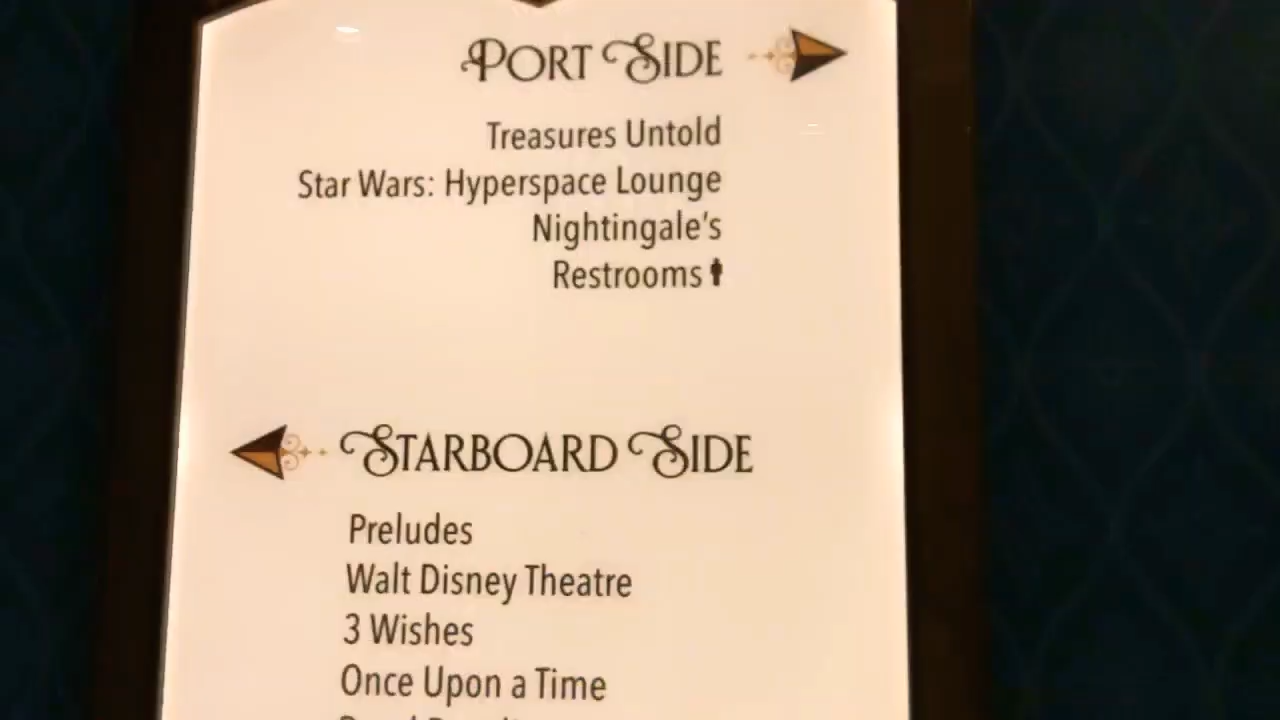 PORT SIDE
Treasures Untold
Star Wars: Hyperspace Lounge
Nightingale's
Restrooms
STARBOARD SIDE
Preludes
Walt Disney Theatre
3 Wishes
Once Upon a Time